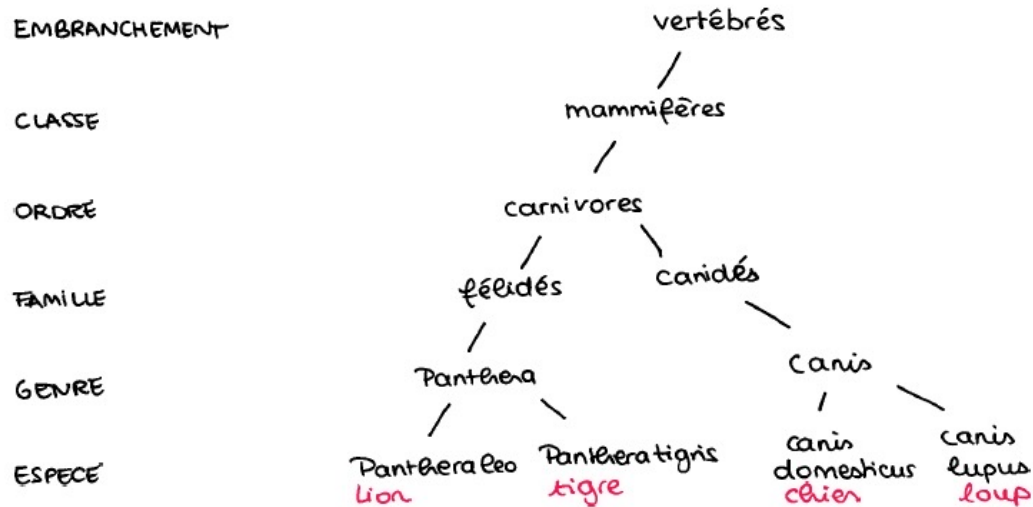 EMBRANCHEMENT vertébrés
CLASSE mammifères
ORDRE carnivores
FAMILLE félidés canidés
GENRE Panthera Canis
ESPECE Panthera leo Panthera tigris canis domesticus canis lupus
lion tigre chien loup